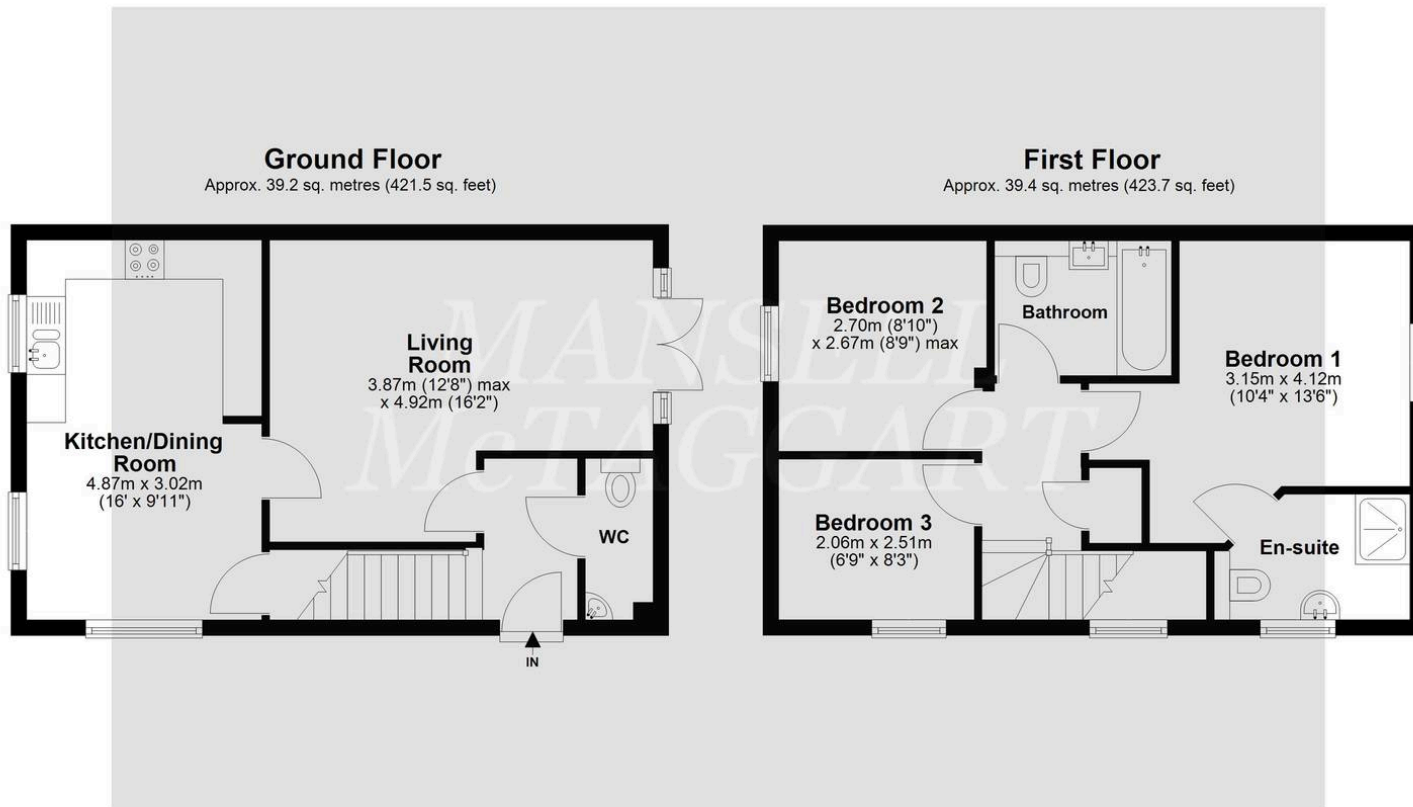 Ground Floor
Approx. 39.2 sq. metres (421.5 sq. feet)
Living
Room
3.87m (12'8") max
x 4.92m (16'2")
Kitchen/Dining
Room
4.87m x 3.02m
(16' x 9'11")
WC
IN
First Floor
Approx. 39.4 sq. metres (423.7 sq. feet)
Bedroom 2
2.70m (8'10")
x 2.67m (8'9") max
Bathroom
Bedroom 1
3.15m x 4.12m
(10'4" x 13'6")
Bedroom 3
2.06m x 2.51m
(6'9" x 8'3")
En-suite
MANSELL
McTAGGART